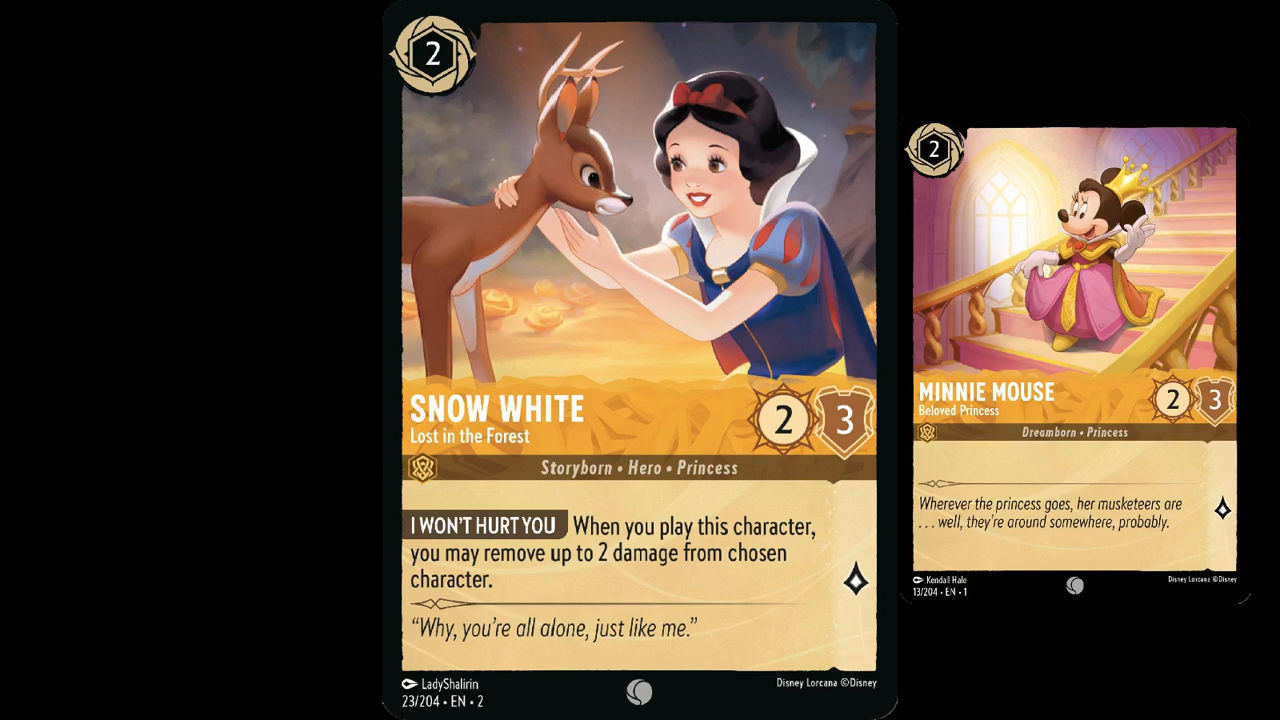 2
SNOW WHITE
Lost in the Forest
2
3
Storyborn • Hero • Princess
I WON'T HURT YOU When you play this character,
you may remove up to 2 damage from chosen
character.
“Why, you're all alone, just like me.”
LadyShalirin
23/204 • EN • 2
Disney Lorcana ©Disney
2
MINNIE MOUSE
Beloved Princess
2
3
Dreamborn • Princess
Wherever the princess goes, her musketeers are
. . . well, they're around somewhere, probably.
Kendall Hale
13/204 • EN • 1
Disney Lorcana ©Disney